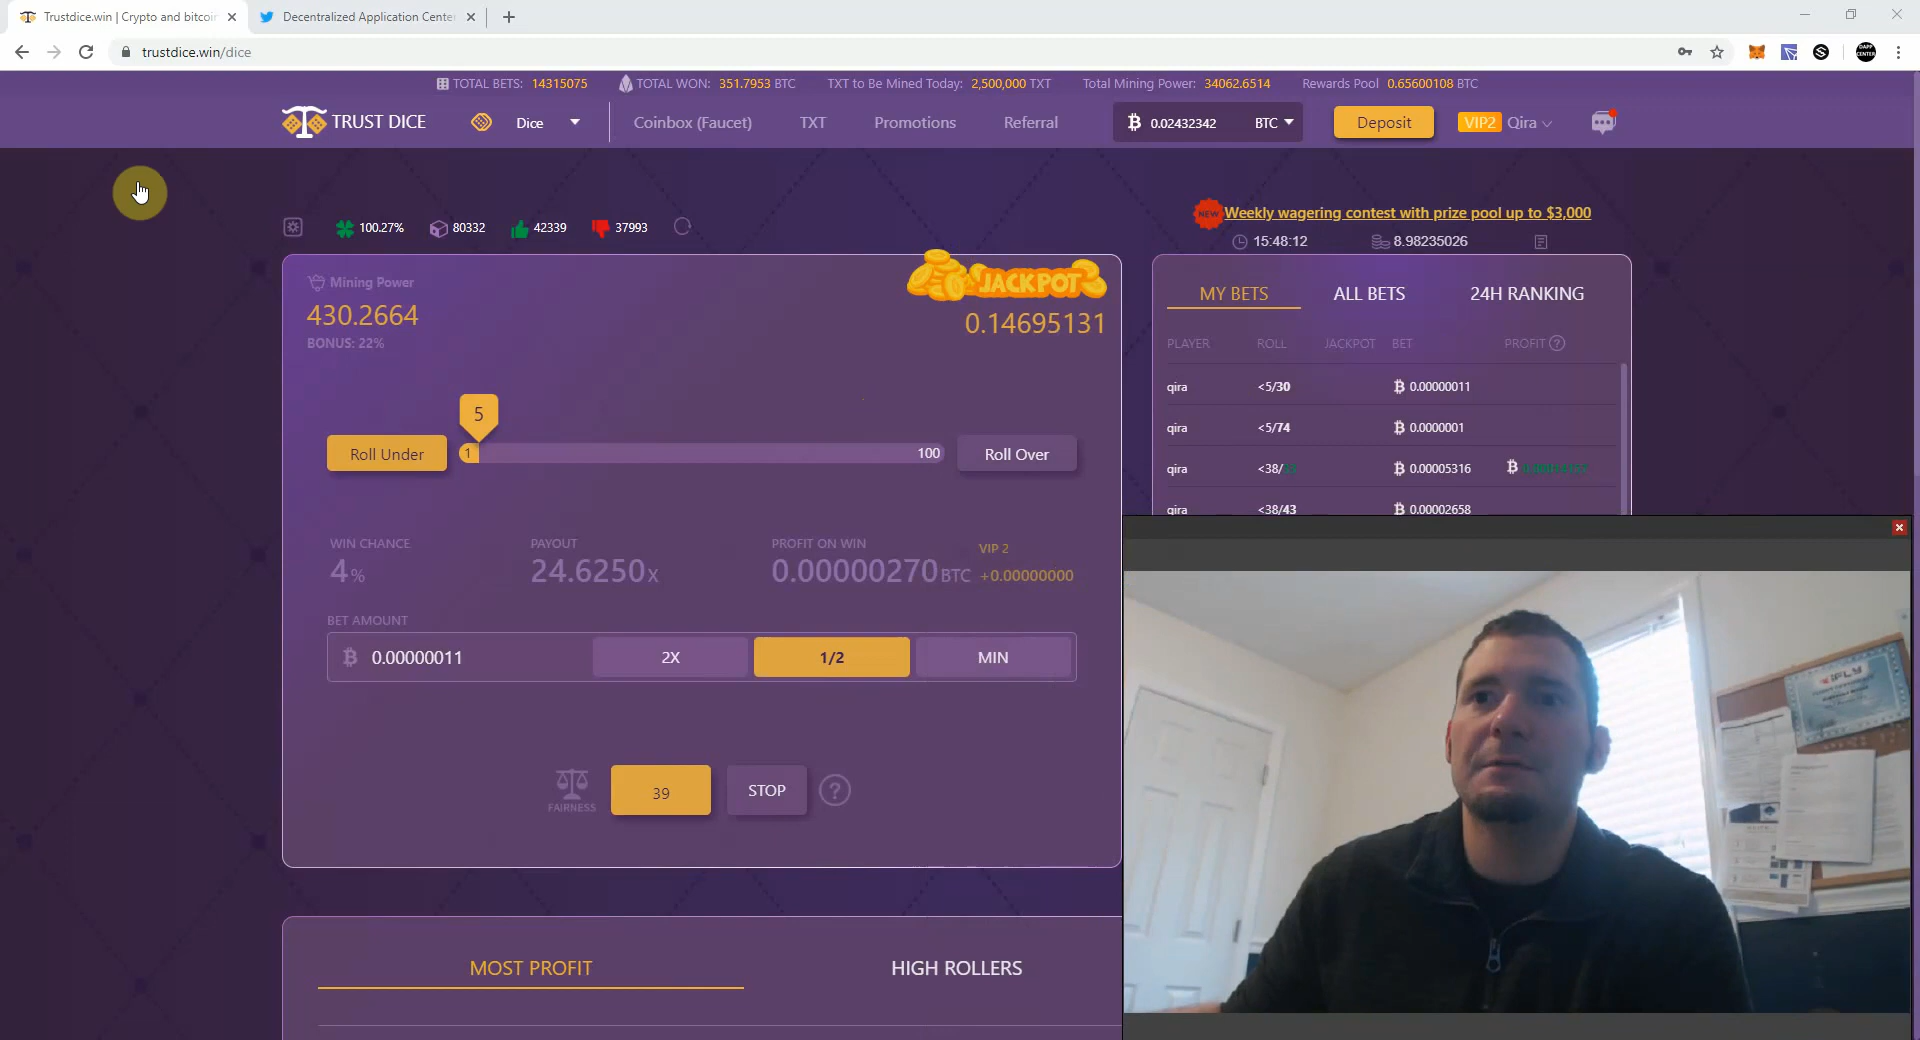 Trustdice.win | Crypto and bitcoin
Decentralized Application Cente
trustdice.win/dice
DAPP CENTER
TOTAL BETS: 14315075 TOTAL WON: 351.7953 BTC TXT to Be Mined Today: 2,500,000 TXT Total Mining Power: 34062.6514 Rewards Pool 0.65600108 BTC
TRUST DICE Dice Coinbox (Faucet) TXT Promotions Referral 0.02432342 BTC Deposit VIP2 Qira
NEW Weekly wagering contest with prize pool up to $3,000
100.27% 80332 42339 37993 15:48:12 8.98235026
Mining Power
430.2664
BONUS: 22%
JACKPOT
0.14695131
5
Roll Under 1 100 Roll Over
WIN CHANCE PAYOUT PROFIT ON WIN VIP 2
4% 24.6250X 0.00000270 BTC +0.00000000
BET AMOUNT
0.00000011 2X 1/2 MIN
FAIRNESS 39 STOP ?
MOST PROFIT HIGH ROLLERS
MY BETS ALL BETS 24H RANKING
PLAYER ROLL JACKPOT BET PROFIT ?
qira <5/30 0.00000011
qira <5/74 0.0000001
qira <38/ 0.00005316
qira <38/43 0.00002658